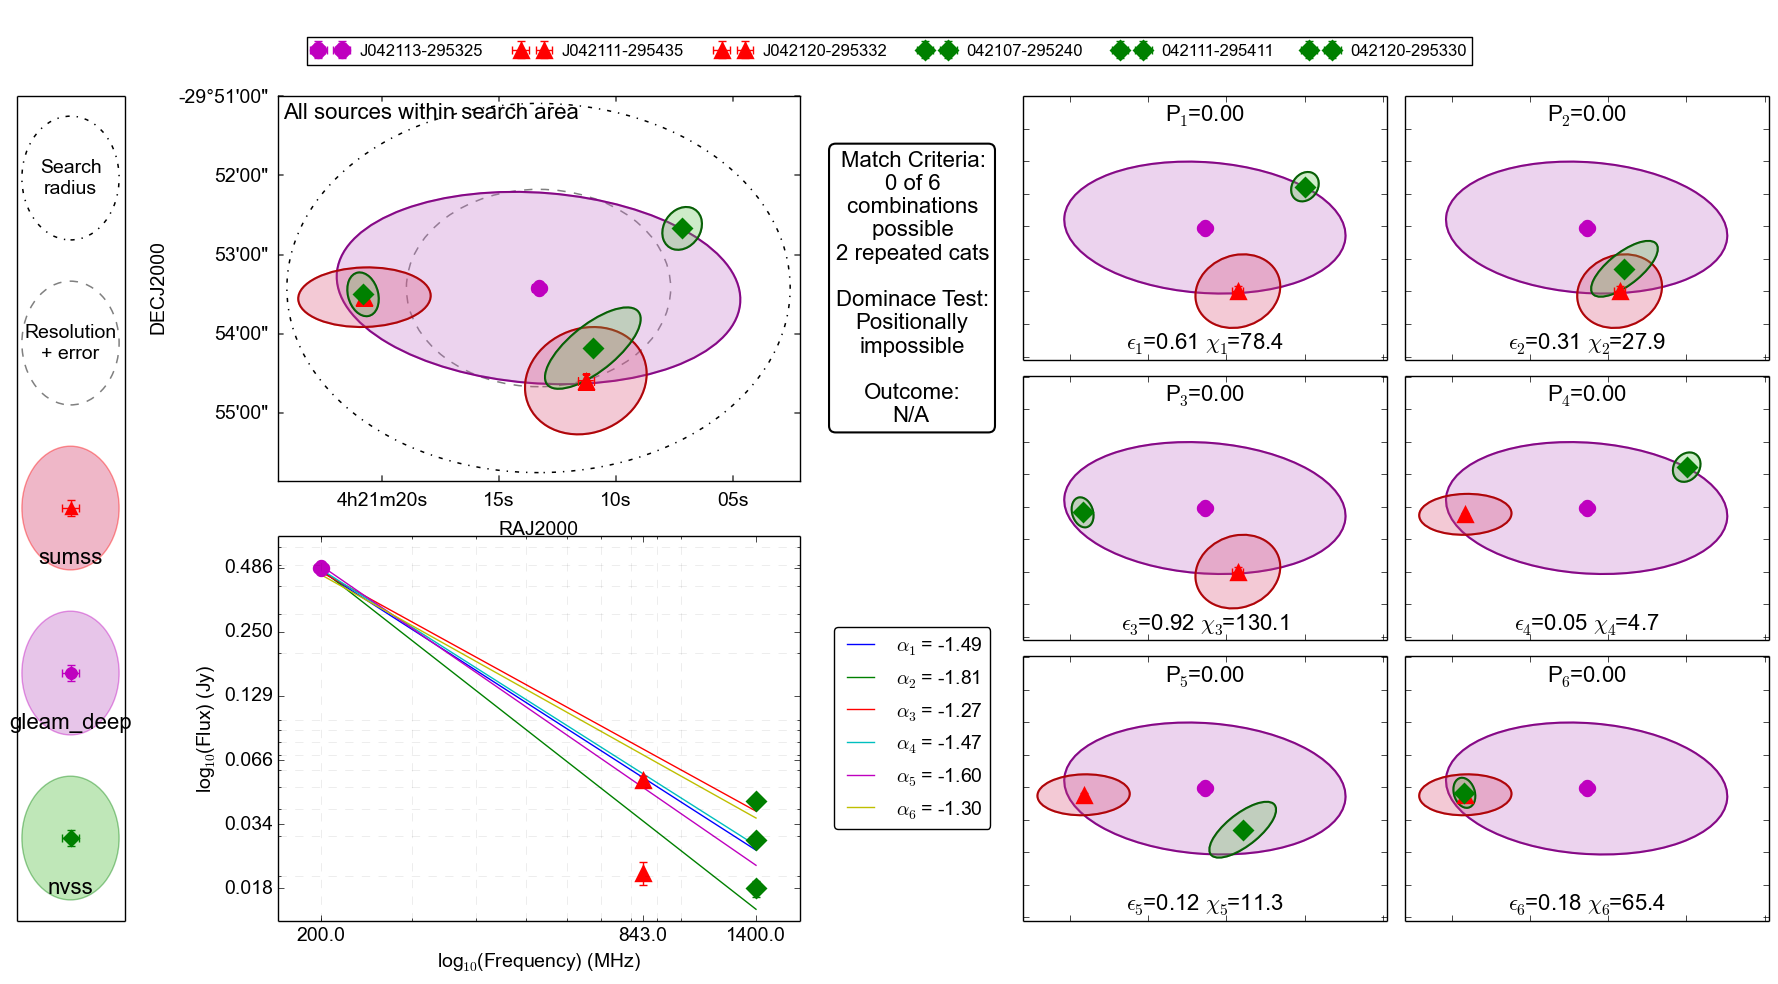 J042113-295325 J042111-295435 J042120-295332 042107-295240 042111-295411 042120-295330
Search
radius
Resolution
+ error
sumss
gleam_deep
nvss
All sources within search area
-29°51'00"
52'00"
53'00"
54'00"
55'00"
DECJ2000
4h21m20s 15s 10s 05s
RAJ2000
Match Criteria:
0 of 6
combinations
possible
2 repeated cats
Dominace Test:
Positionally
impossible
Outcome:
N/A
0.486
0.250
0.129
0.066
0.034
0.018
log₁₀(Flux) (Jy)
200.0 843.0 1400.0
log₁₀(Frequency) (MHz)
α₁ = -1.49
α₂ = -1.81
α₃ = -1.27
α₄ = -1.47
α₅ = -1.60
α₆ = -1.30
P₁=0.00
ϵ₁=0.61 χ₁=78.4
P₂=0.00
ϵ₂=0.31 χ₂=27.9
P₃=0.00
ϵ₃=0.92 χ₃=130.1
P₄=0.00
ϵ₄=0.05 χ₄=4.7
P₅=0.00
ϵ₅=0.12 χ₅=11.3
P₆=0.00
ϵ₆=0.18 χ₆=65.4